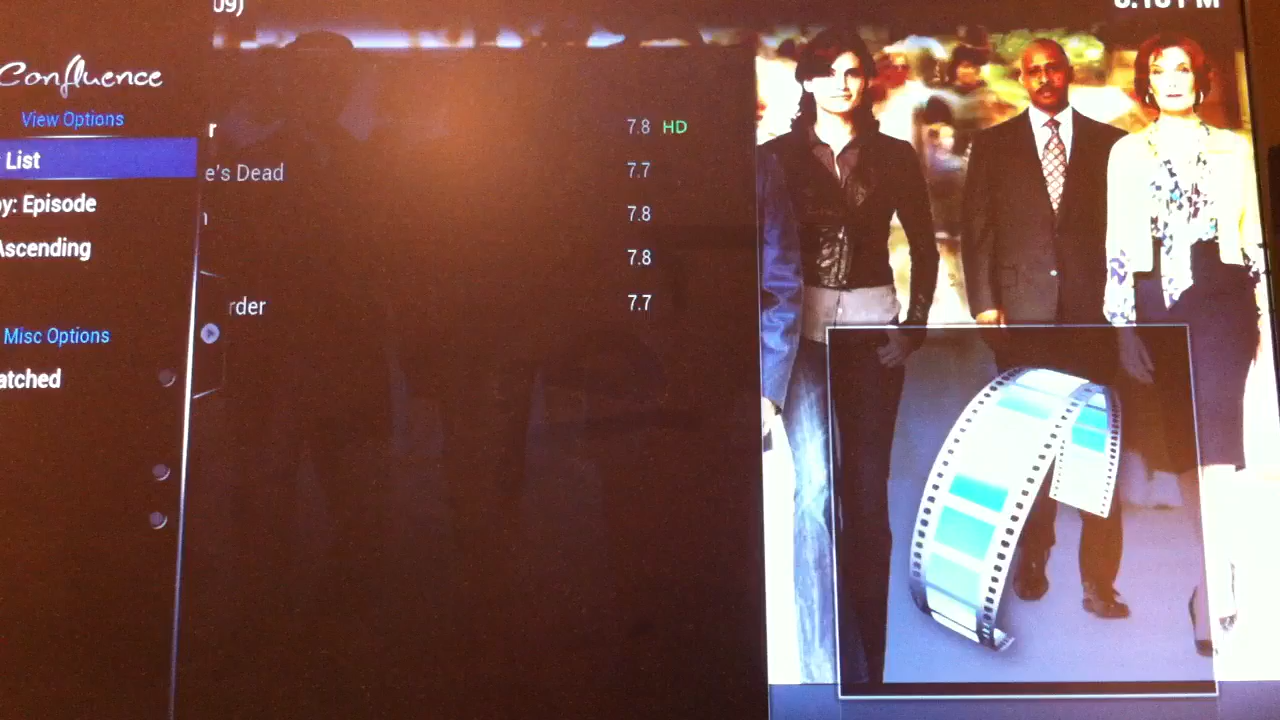 09)
Confluence
View Options
List
by: Episode
Ascending
Misc Options
atched
r
7.8 HD
e's Dead
7.7
7.8
7.8
rder
7.7